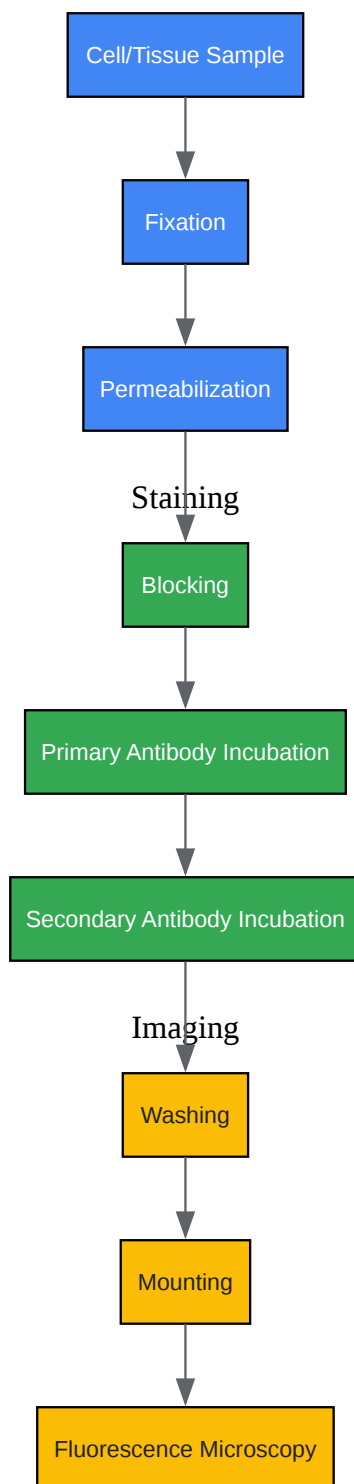 Cell/Tissue Sample
Fixation
Permeabilization
Staining
Blocking
Primary Antibody Incubation
Secondary Antibody Incubation
Imaging
Washing
Mounting
Fluorescence Microscopy